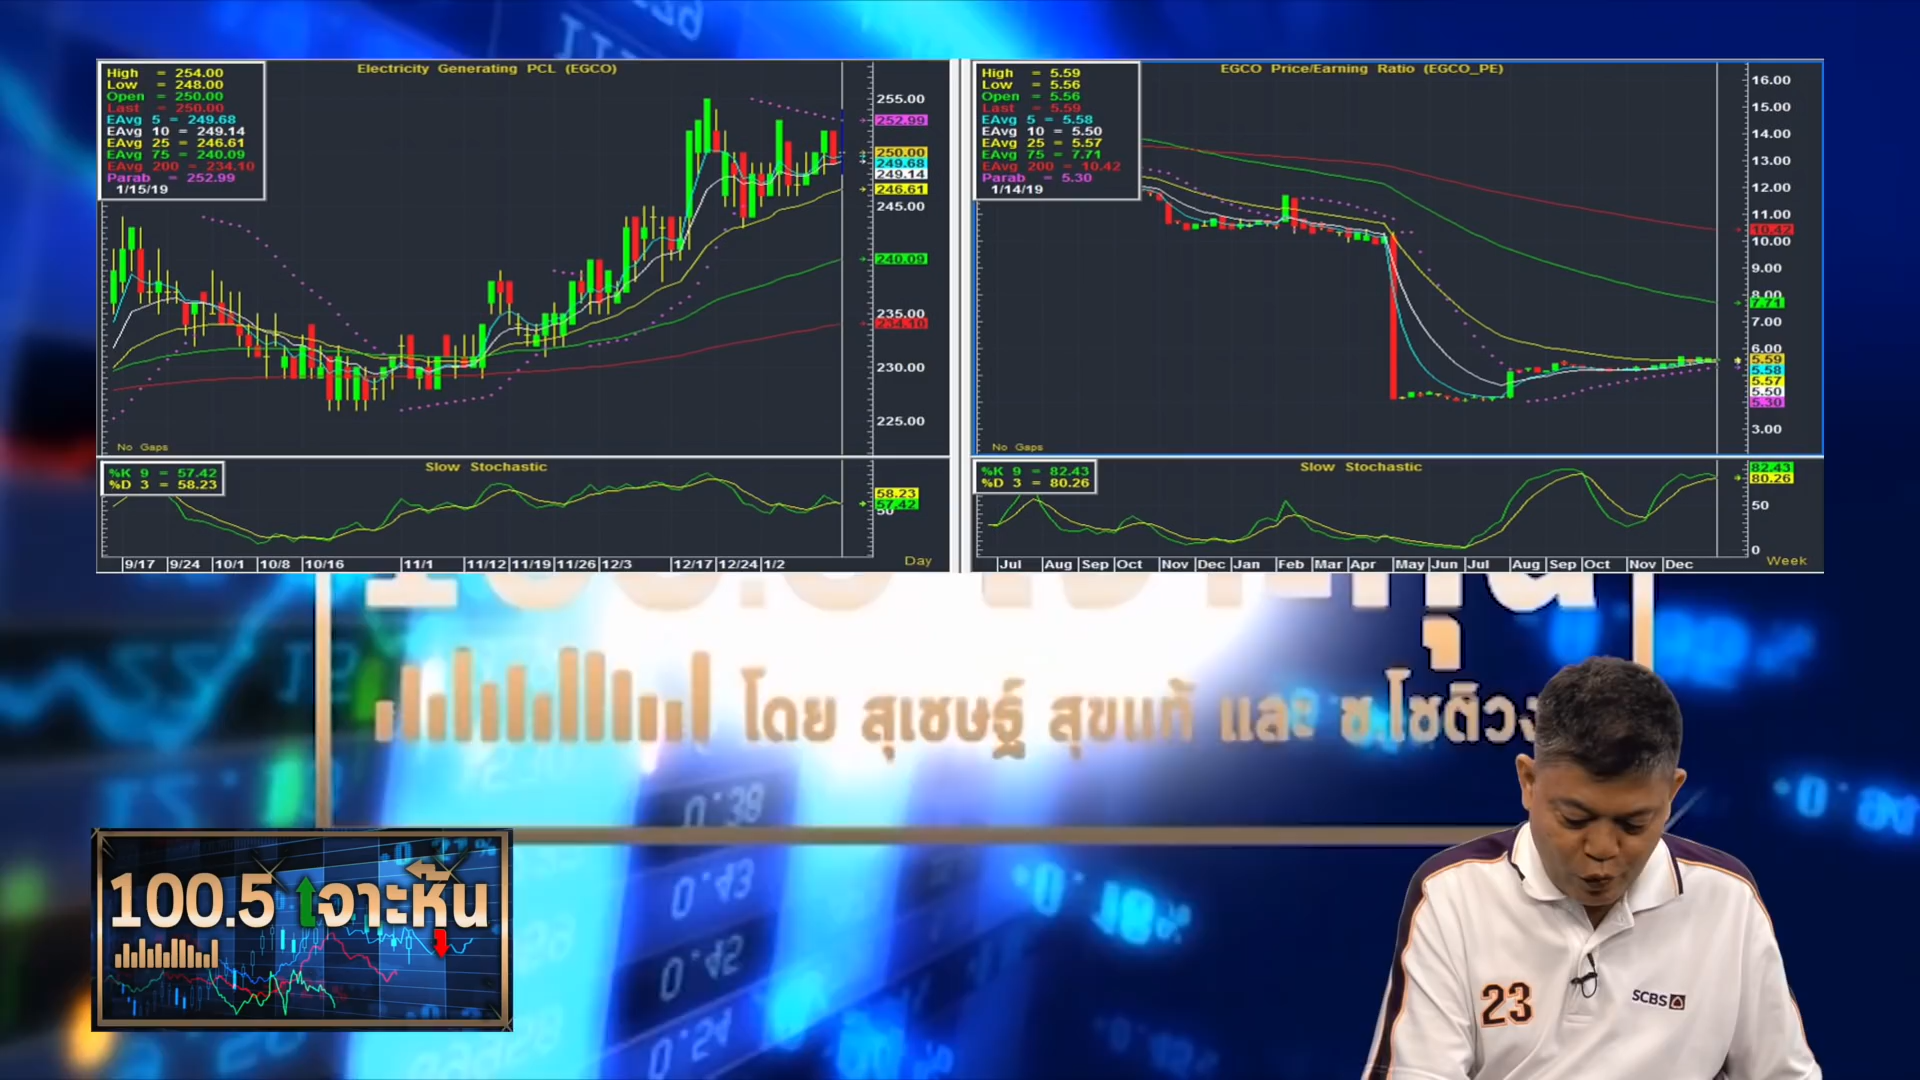 Electricity Generating PCL (EGCO)
High = 254.00
Low = 248.00
Open = 250.00
Last = 250.00
EAvg 5 = 249.68
EAvg 10 = 249.14
EAvg 25 = 246.61
EAvg 75 = 240.09
EAvg 200 = 234.10
Parab = 252.99
1/15/19
255.00
252.99
250.00
249.68
249.14
246.61
245.00
240.09
235.00
234.10
230.00
225.00
No Gaps
Slow Stochastic
%K 9 = 57.42
%D 3 = 58.23
58.23
57.42
50
9/17 9/24 10/1 10/8 10/16 11/1 11/12 11/19 11/26 12/3 12/17 12/24 1/2
Day
EGCO Price/Earning Ratio (EGCO_PE)
High = 5.59
Low = 5.56
Open = 5.56
Last = 5.59
EAvg 5 = 5.58
EAvg 10 = 5.50
EAvg 25 = 5.57
EAvg 75 = 7.71
EAvg 200 = 10.42
Parab = 5.30
1/14/19
16.00
15.00
14.00
13.00
12.00
11.00
10.42
10.00
9.00
8.00
7.71
7.00
6.00
5.59
5.58
5.57
5.50
5.30
3.00
No Gaps
Slow Stochastic
%K 9 = 82.43
%D 3 = 80.26
82.43
80.26
50
0
Jul Aug Sep Oct Nov Dec Jan Feb Mar Apr May Jun Jul Aug Sep Oct Nov Dec
Week
โดย สุเชษฐ์ สุขแท้ และ ช.โชติวง
0.38
0.43
0.45
0.54
100.5 เจาะหุ้น
23
SCBS